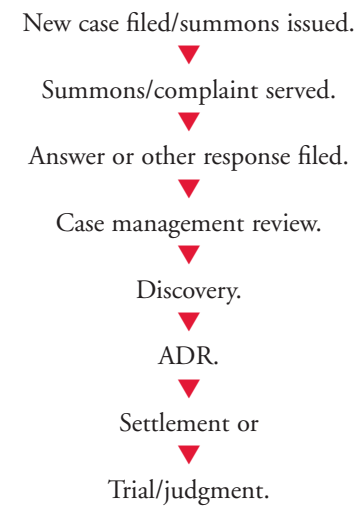 New case filed/summons issued.
Summons/complaint served.
Answer or other response filed.
Case management review.
Discovery.
ADR.
Settlement or
Trial/judgment.